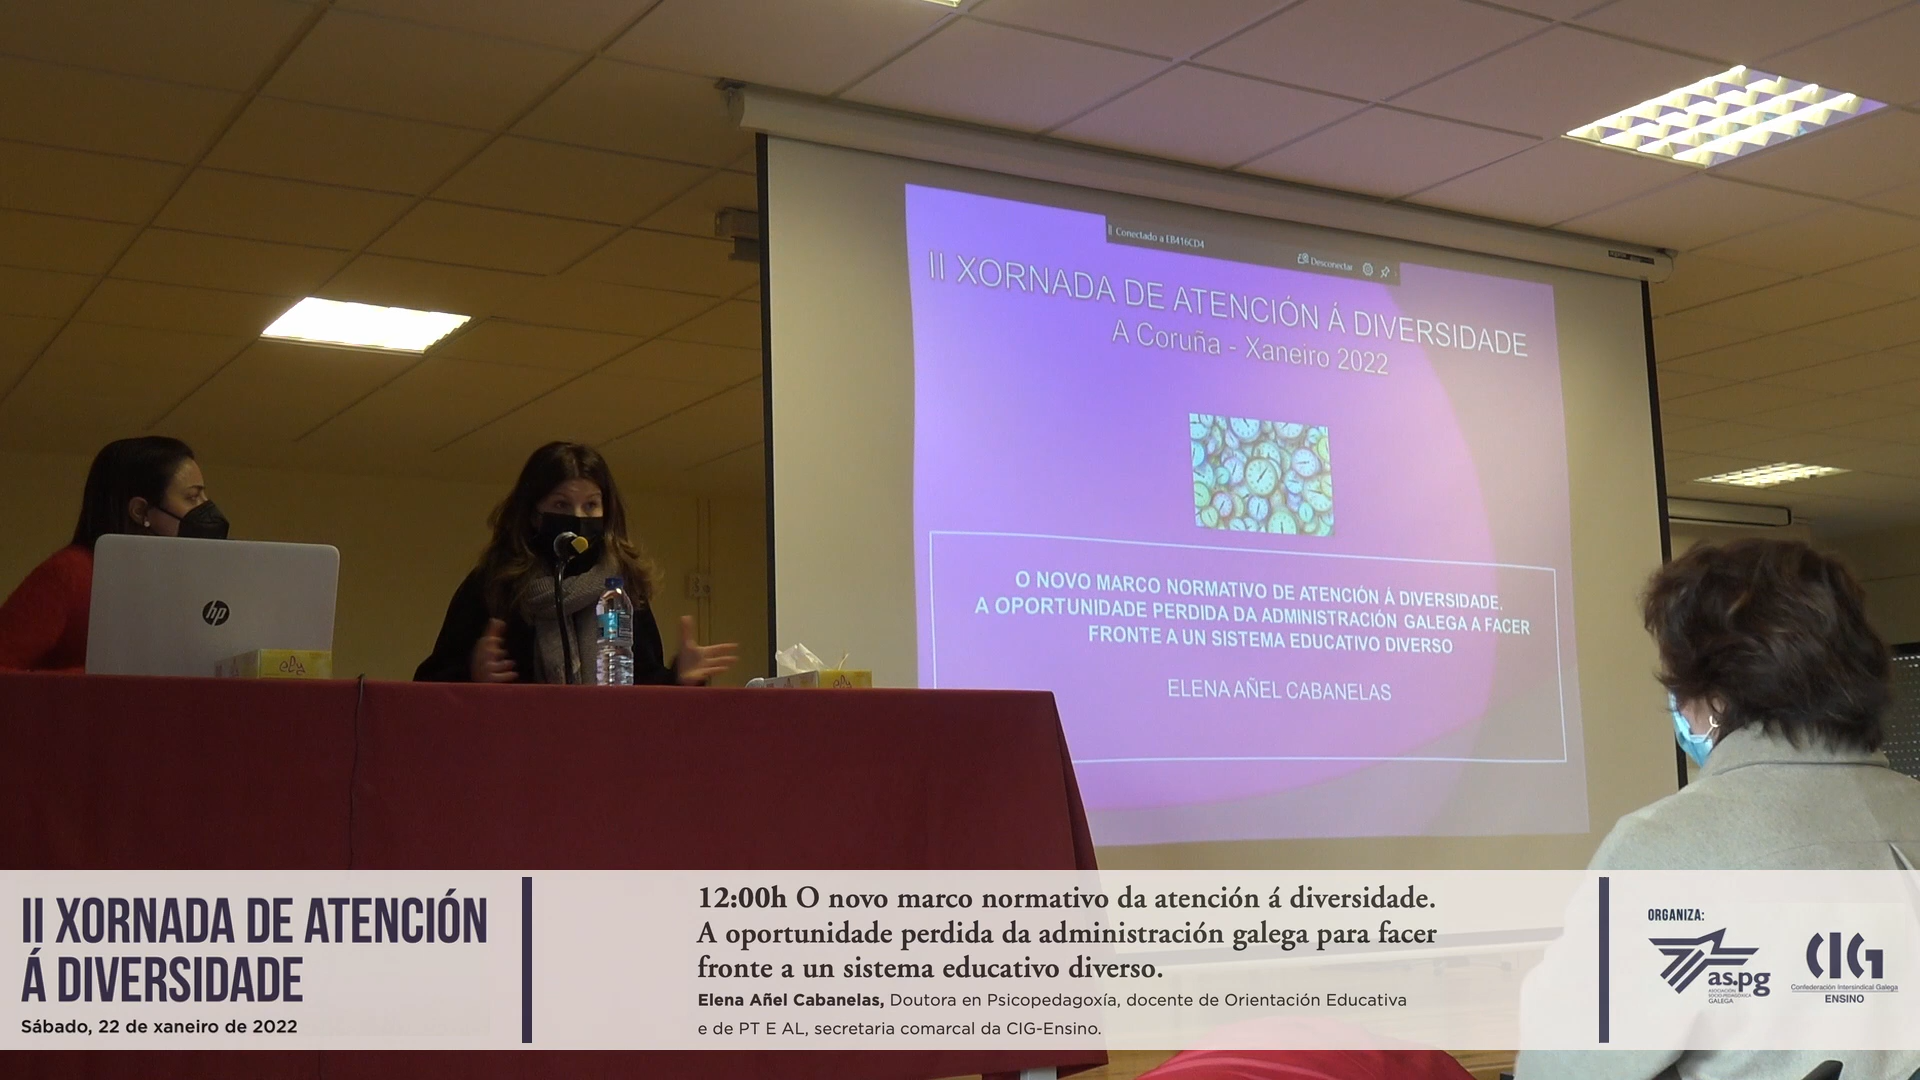 Conectado a EB416CD4
Desconectar
II XORNADA DE ATENCIÓN Á DIVERSIDADE
A Coruña - Xaneiro 2022
O NOVO MARCO NORMATIVO DE ATENCIÓN Á DIVERSIDADE.
A OPORTUNIDADE PERDIDA DA ADMINISTRACIÓN GALEGA A FACER
FRONTE A UN SISTEMA EDUCATIVO DIVERSO
ELENA AÑEL CABANELAS
hp
II XORNADA DE ATENCIÓN
Á DIVERSIDADE
Sábado, 22 de xaneiro de 2022
12:00h O novo marco normativo da atención á diversidade.
A oportunidade perdida da administración galega para facer
fronte a un sistema educativo diverso.
Elena Añel Cabanelas, Doutora en Psicopedagoxía, docente de Orientación Educativa
e de PT E AL, secretaria comarcal da CIG-Ensino.
ORGANIZA:
as.pg
ASOCIACIÓN
SOCIO-PEDAGÓXICA
GALEGA
CIG
Confederación Intersindical Galega
ENSINO